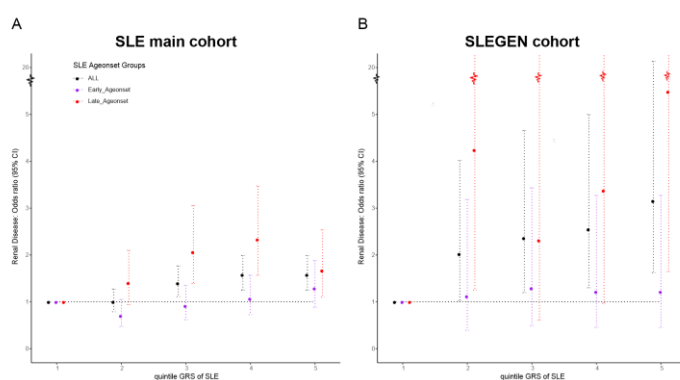 A
SLE main cohort
SLE Ageonset Groups
ALL
Early_Ageonset
Late_Ageonset
Renal Disease: Odds ratio (95% CI)
20
5
4
3
2
1
0
1 2 3 4 5
quintile GRS of SLE
B
SLEGEN cohort
Renal Disease: Odds ratio (95% CI)
20
5
4
3
2
1
0
1 2 3 4 5
quintile GRS of SLE